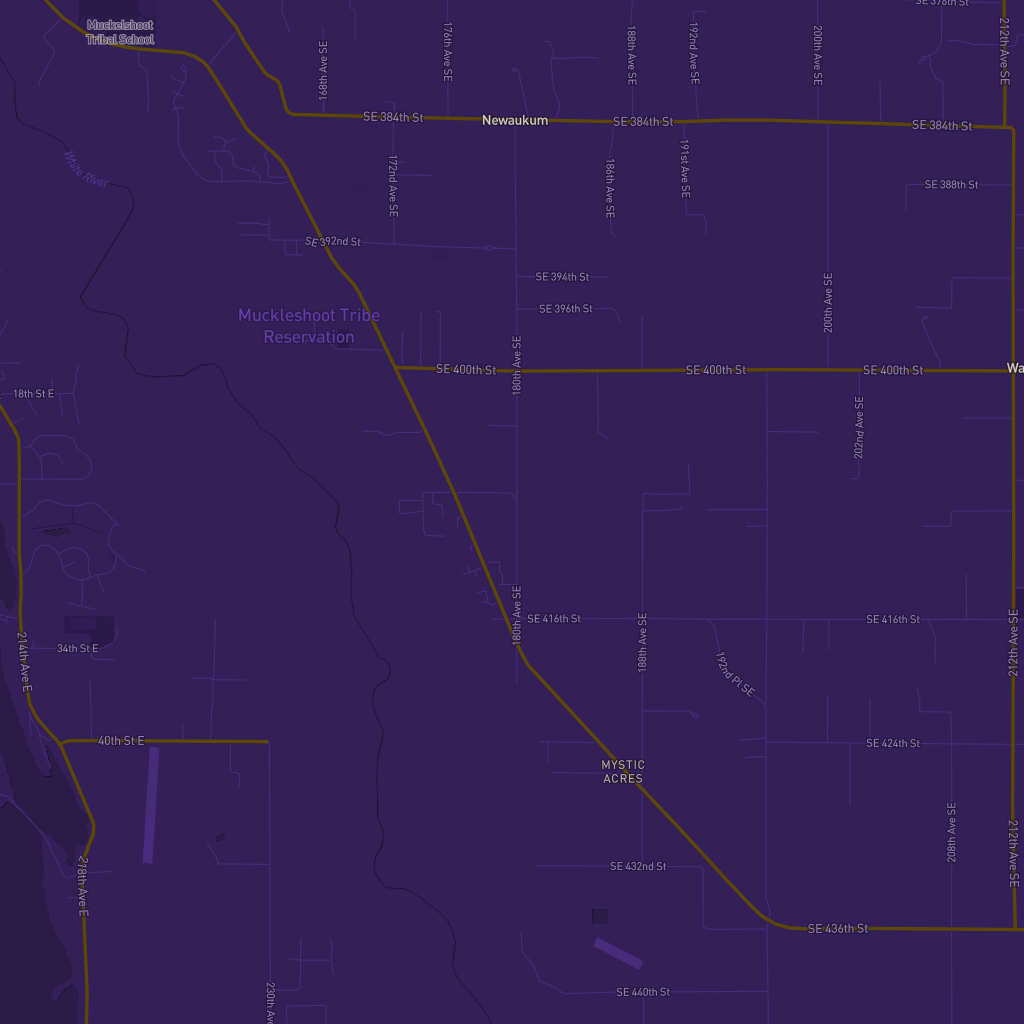 SE 376th St
Muckelshoot
Tribal School
168th Ave SE
176th Ave SE
188th Ave SE
192nd Ave SE
200th Ave SE
212th Ave SE
SE 384th St
Newaukum
SE 384th St
SE 384th St
White River
172nd Ave SE
186th Ave SE
191st Ave SE
SE 388th St
SE 392nd St
SE 394th St
SE 396th St
200th Ave SE
Muckleshoot Tribe
Reservation
180th Ave SE
SE 400th St
SE 400th St
SE 400th St
Wa
18th St E
202nd Ave SE
180th Ave SE
SE 416th St
188th Ave SE
SE 416th St
212th Ave SE
214th Ave E
34th St E
192nd Pl SE
40th St E
SE 424th St
MYSTIC
ACRES
208th Ave SE
212th Ave SE
218th Ave E
SE 432nd St
SE 436th St
230th Ave
SE 440th St